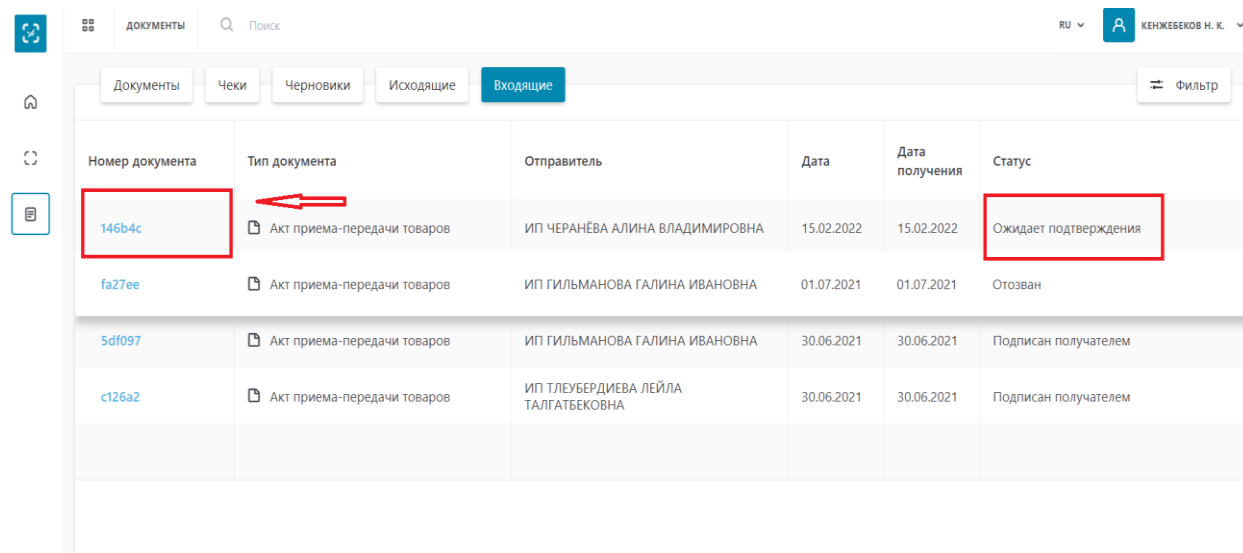 ДОКУМЕНТЫ Поиск RU КЕНЖЕБЕКОВ Н. К.
Документы Чеки Черновики Исходящие Входящие Фильтр
Номер документа Тип документа Отправитель Дата Дата получения Статус
146b4c Акт приема-передачи товаров ИП ЧЕРАНЁВА АЛИНА ВЛАДИМИРОВНА 15.02.2022 15.02.2022 Ожидает подтверждения
fa27ee Акт приема-передачи товаров ИП ГИЛЬМАНОВА ГАЛИНА ИВАНОВНА 01.07.2021 01.07.2021 Отозван
5df097 Акт приема-передачи товаров ИП ГИЛЬМАНОВА ГАЛИНА ИВАНОВНА 30.06.2021 30.06.2021 Подписан получателем
c126a2 Акт приема-передачи товаров ИП ТЛЕУБЕРДИЕВА ЛЕЙЛА ТАЛГАТБЕКОВНА 30.06.2021 30.06.2021 Подписан получателем